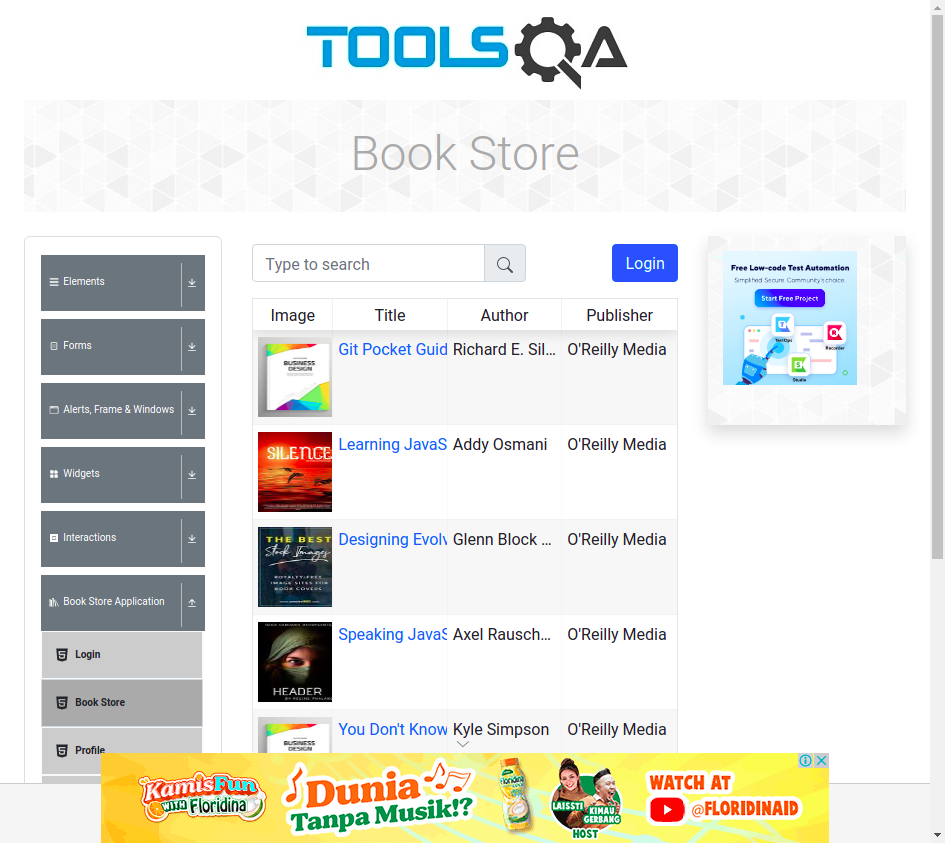 TOOLSQA
Book Store
Elements
Forms
Alerts, Frame & Windows
Widgets
Interactions
Book Store Application
Login
Book Store
Profile
Type to search
Login
Image Title Author Publisher
BUSINESS
DESIGN
Git Pocket Guid Richard E. Sil... O'Reilly Media
SILENCE
Learning JavaS Addy Osmani O'Reilly Media
THE BEST
Stock Images
ROYALTY-FREE
IMAGE SITES FOR
BOOK COVERS
Designing Evolv Glenn Block ... O'Reilly Media
HEADER
Speaking JavaS Axel Rausch... O'Reilly Media
BUSINESS
You Don't Know Kyle Simpson O'Reilly Media
Free Low-code Test Automation
Simplified. Secure. Community's choice.
Start Free Project
TestOps
Recorder
Studio
KamisFun
WITH Floridina
Dunia
Tanpa Musik!?
Floridina
LAISSTI
KIMAU
GERBANG
HOST
WATCH AT
@FLORIDINAID